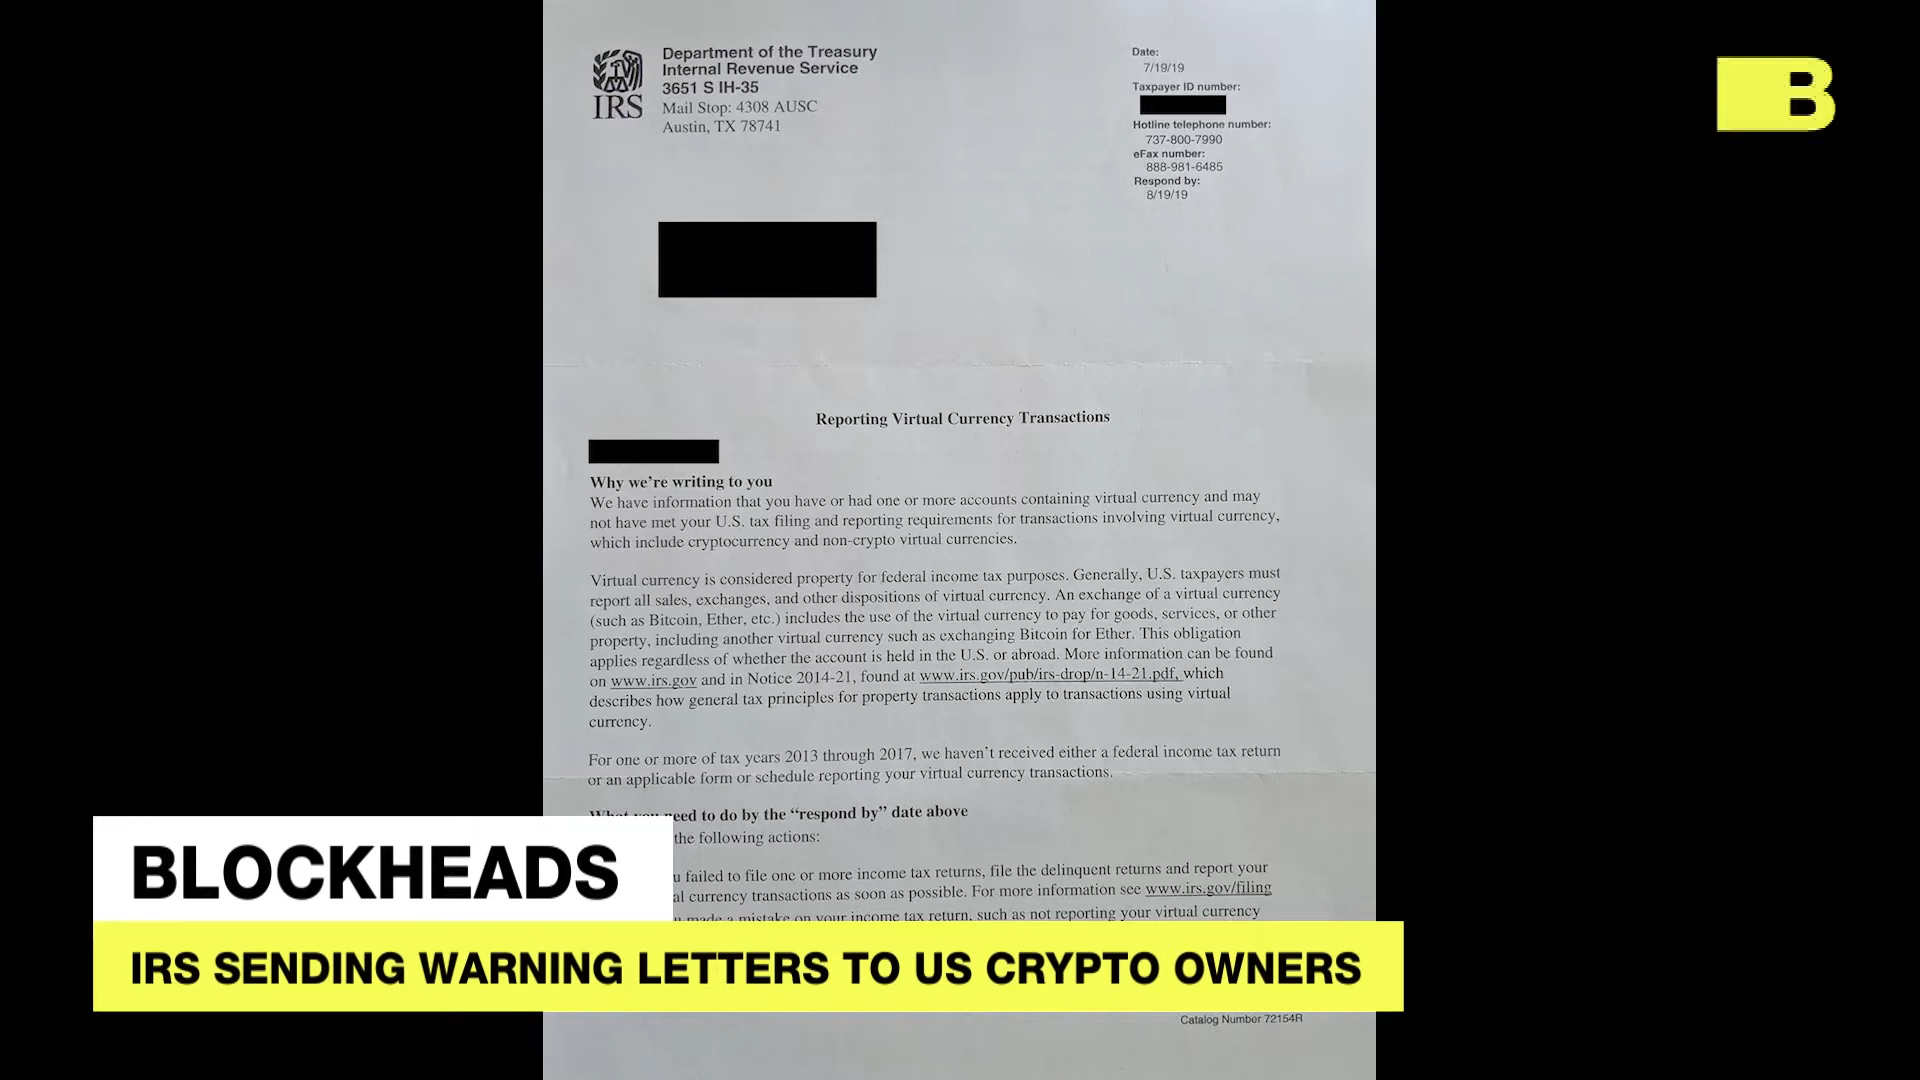 Department of the Treasury
Internal Revenue Service
3651 S IH-35
Mail Stop: 4308 AUSC
Austin, TX 78741
IRS
Date:
7/19/19
Taxpayer ID number:
Hotline telephone number:
737-800-7990
eFax number:
888-981-6485
Respond by:
8/19/19
B
Reporting Virtual Currency Transactions
Why we're writing to you
We have information that you have or had one or more accounts containing virtual currency and may
not have met your U.S. tax filing and reporting requirements for transactions involving virtual currency,
which include cryptocurrency and non-crypto virtual currencies.
Virtual currency is considered property for federal income tax purposes. Generally, U.S. taxpayers must
report all sales, exchanges, and other dispositions of virtual currency. An exchange of a virtual currency
(such as Bitcoin, Ether, etc.) includes the use of the virtual currency to pay for goods, services, or other
property, including another virtual currency such as exchanging Bitcoin for Ether. This obligation
applies regardless of whether the account is held in the U.S. or abroad. More information can be found
on www.irs.gov and in Notice 2014-21, found at www.irs.gov/pub/irs-drop/n-14-21.pdf, which
describes how general tax principles for property transactions apply to transactions using virtual
currency.
For one or more of tax years 2013 through 2017, we haven't received either a federal income tax return
or an applicable form or schedule reporting your virtual currency transactions.
What you need to do by the "respond by" date above
the following actions:
u failed to file one or more income tax returns, file the delinquent returns and report your
al currency transactions as soon as possible. For more information see www.irs.gov/filing
u made a mistake on your income tax return, such as not reporting your virtual currency
BLOCKHEADS
IRS SENDING WARNING LETTERS TO US CRYPTO OWNERS
Catalog Number 72154R